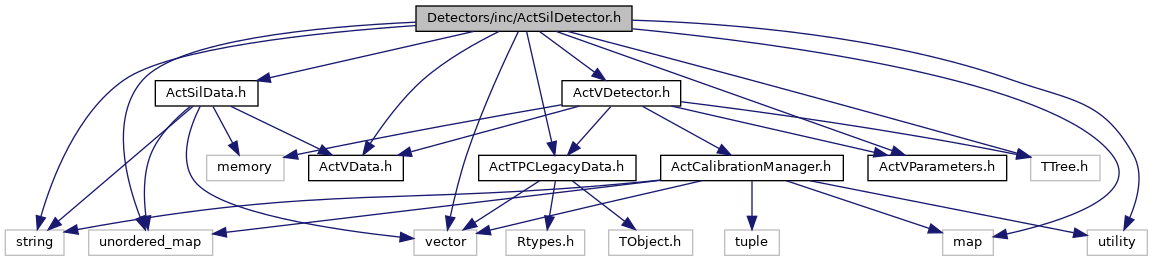 Detectors/inc/ActSilDetector.h
ActSilData.h
ActVDetector.h
memory
ActVData.h
ActTPCLegacyData.h
ActCalibrationManager.h
ActVParameters.h
TTree.h
string
unordered_map
vector
Rtypes.h
TObject.h
tuple
map
utility